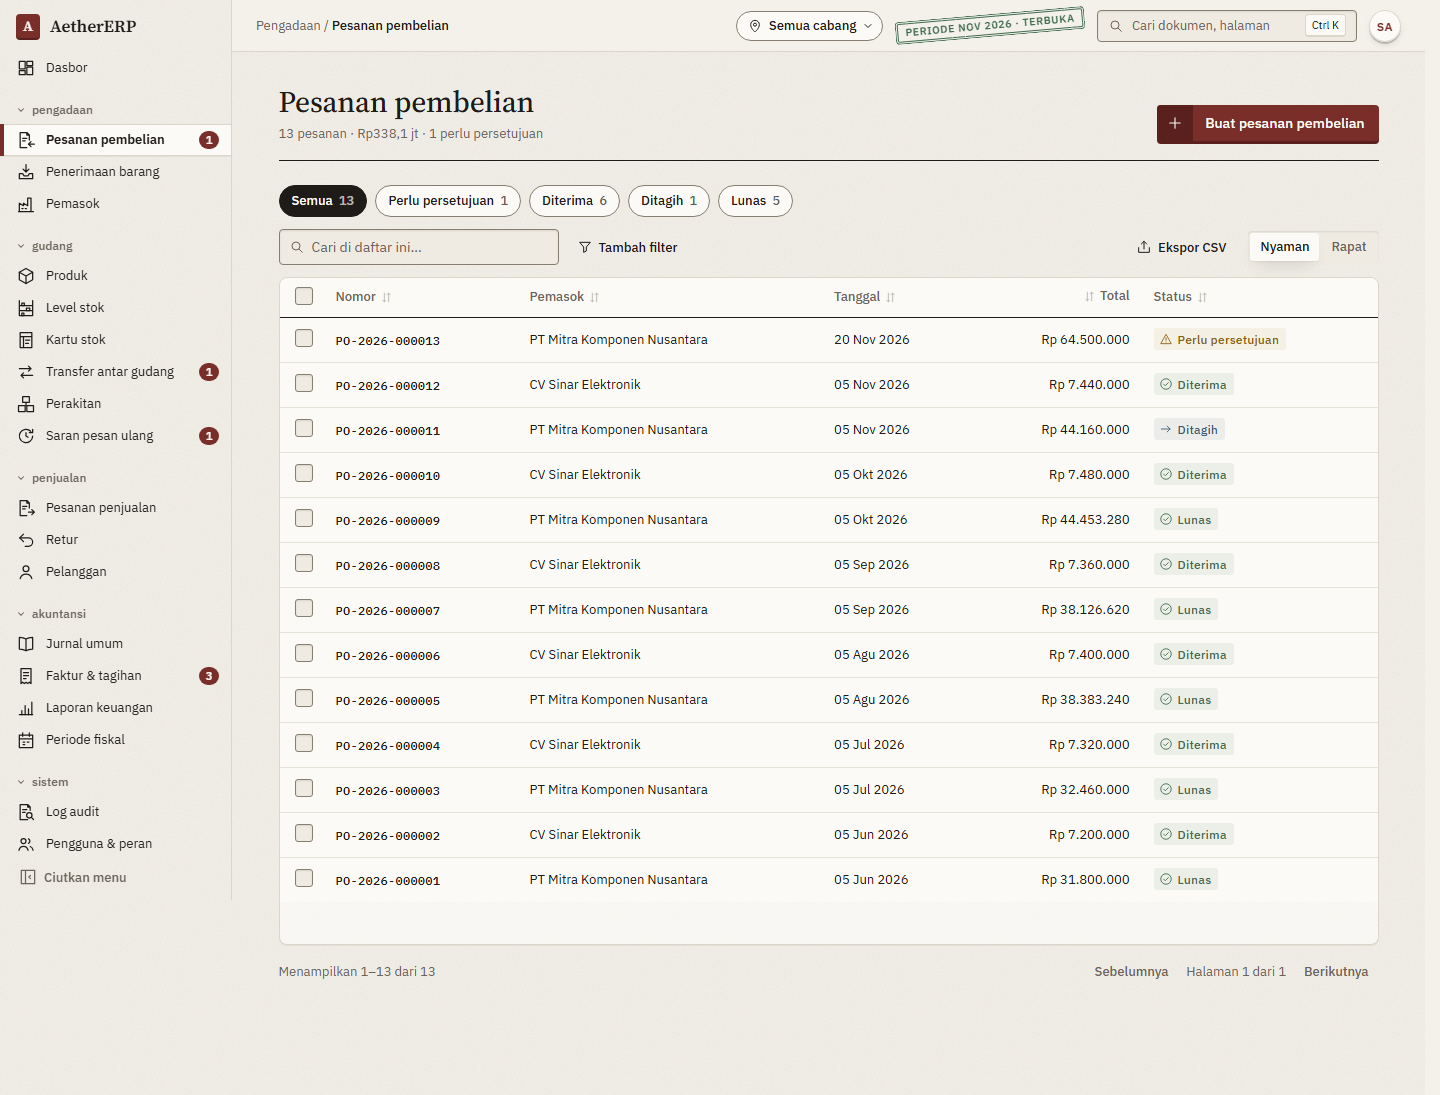 A AetherERP
Pengadaan / Pesanan pembelian
Semua cabang
PERIODE NOV 2026 · TERBUKA
Cari dokumen, halaman
Ctrl K
SA
Dasbor
pengadaan
Pesanan pembelian 1
Penerimaan barang
Pemasok
gudang
Produk
Level stok
Kartu stok
Transfer antar gudang 1
Perakitan
Saran pesan ulang 1
penjualan
Pesanan penjualan
Retur
Pelanggan
akuntansi
Jurnal umum
Faktur & tagihan 3
Laporan keuangan
Periode fiskal
sistem
Log audit
Pengguna & peran
Ciutkan menu
Pesanan pembelian
13 pesanan · Rp338,1 jt · 1 perlu persetujuan
Buat pesanan pembelian
Semua 13 Perlu persetujuan 1 Diterima 6 Ditagih 1 Lunas 5
Cari di daftar ini...
Tambah filter
Ekspor CSV
Nyaman Rapat
Nomor Pemasok Tanggal Total Status
PO-2026-000013 PT Mitra Komponen Nusantara 20 Nov 2026 Rp 64.500.000 Perlu persetujuan
PO-2026-000012 CV Sinar Elektronik 05 Nov 2026 Rp 7.440.000 Diterima
PO-2026-000011 PT Mitra Komponen Nusantara 05 Nov 2026 Rp 44.160.000 Ditagih
PO-2026-000010 CV Sinar Elektronik 05 Okt 2026 Rp 7.480.000 Diterima
PO-2026-000009 PT Mitra Komponen Nusantara 05 Okt 2026 Rp 44.453.280 Lunas
PO-2026-000008 CV Sinar Elektronik 05 Sep 2026 Rp 7.360.000 Diterima
PO-2026-000007 PT Mitra Komponen Nusantara 05 Sep 2026 Rp 38.126.620 Lunas
PO-2026-000006 CV Sinar Elektronik 05 Agu 2026 Rp 7.400.000 Diterima
PO-2026-000005 PT Mitra Komponen Nusantara 05 Agu 2026 Rp 38.383.240 Lunas
PO-2026-000004 CV Sinar Elektronik 05 Jul 2026 Rp 7.320.000 Diterima
PO-2026-000003 PT Mitra Komponen Nusantara 05 Jul 2026 Rp 32.460.000 Lunas
PO-2026-000002 CV Sinar Elektronik 05 Jun 2026 Rp 7.200.000 Diterima
PO-2026-000001 PT Mitra Komponen Nusantara 05 Jun 2026 Rp 31.800.000 Lunas
Menampilkan 1–13 dari 13
Sebelumnya Halaman 1 dari 1 Berikutnya